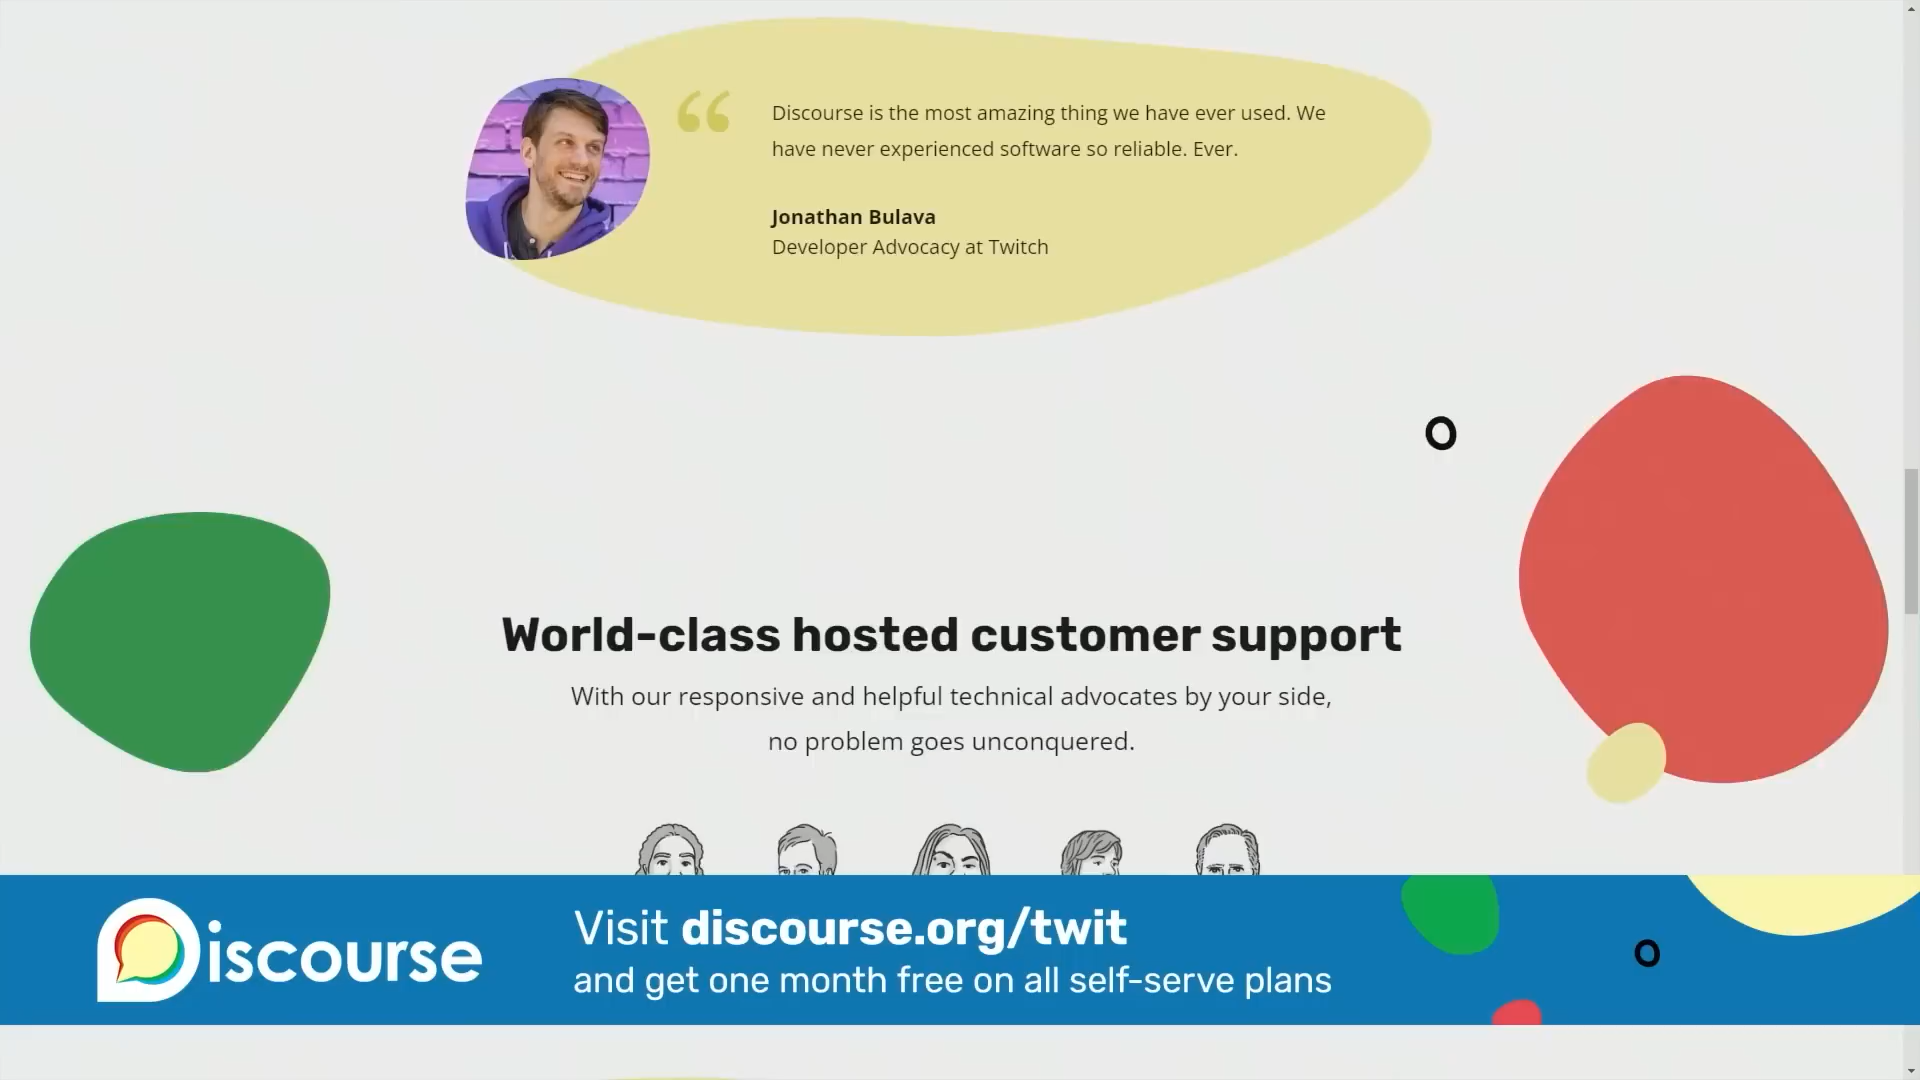 Discourse is the most amazing thing we have ever used. We
have never experienced software so reliable. Ever.
Jonathan Bulava
Developer Advocacy at Twitch
World-class hosted customer support
With our responsive and helpful technical advocates by your side,
no problem goes unconquered.
Discourse
Visit discourse.org/twit
and get one month free on all self-serve plans